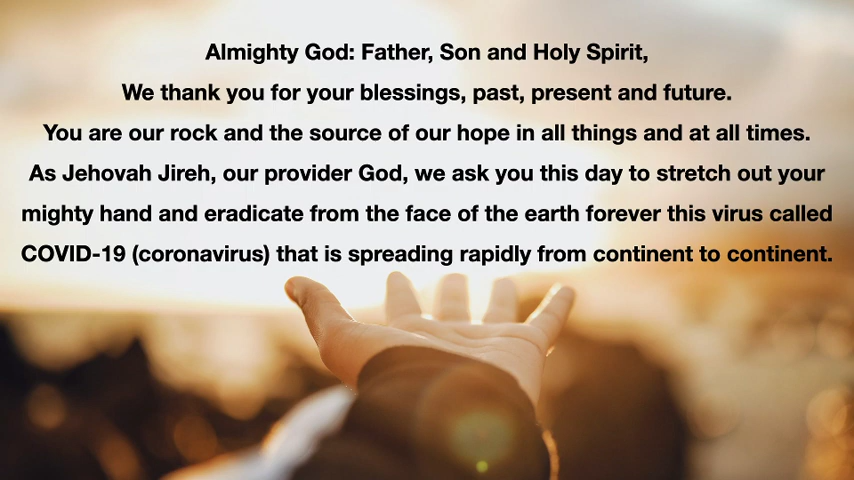 Almighty God: Father, Son and Holy Spirit,
We thank you for your blessings, past, present and future.
You are our rock and the source of our hope in all things and at all times.
As Jehovah Jireh, our provider God, we ask you this day to stretch out your
mighty hand and eradicate from the face of the earth forever this virus called
COVID-19 (coronavirus) that is spreading rapidly from continent to continent.